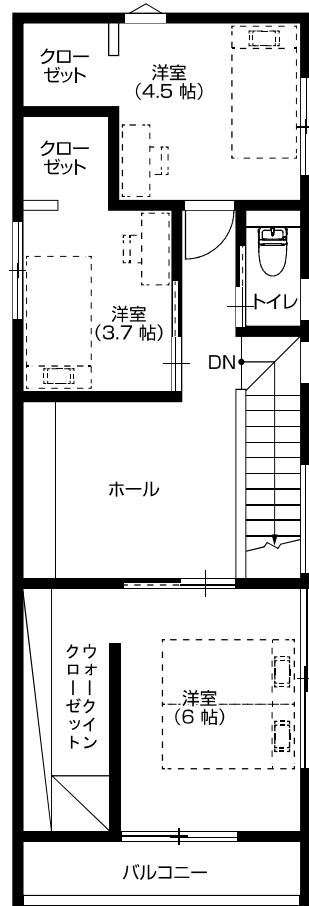 クロー
ゼット
洋室
（4.5 帖）
クロー
ゼット
洋室
（3.7 帖）
トイレ
DN
ホール
ウォークイン
クローゼット
洋室
（6 帖）
バルコニー